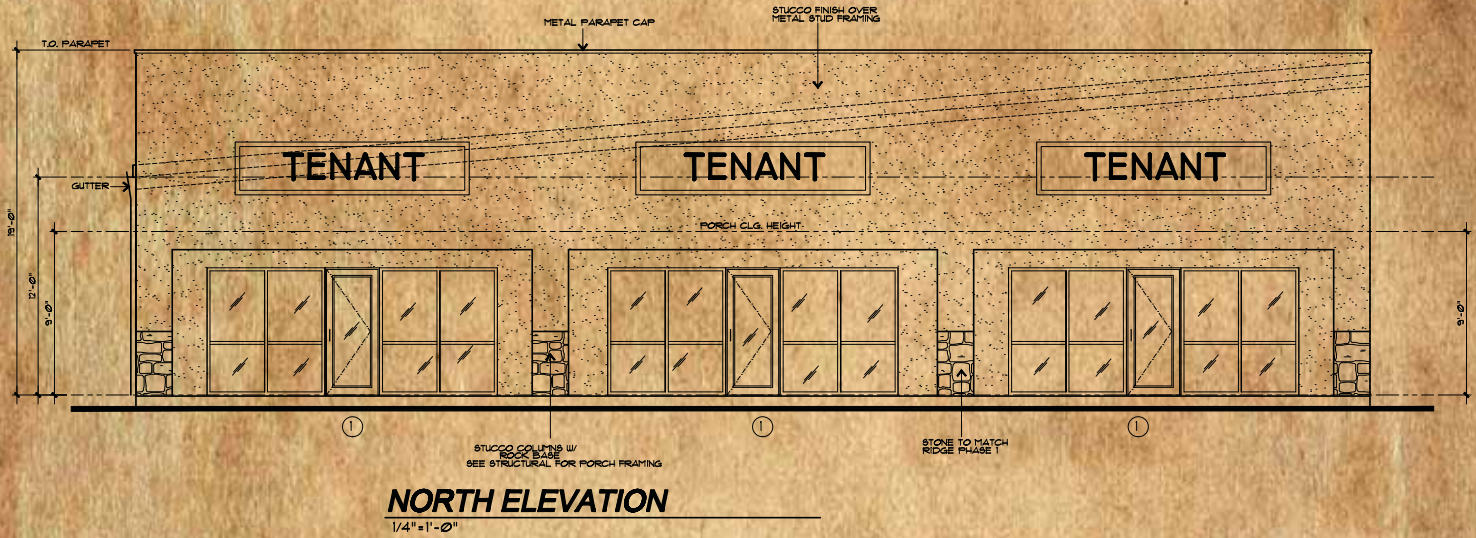 STUCCO FINISH OVER
METAL STUD FRAMING
METAL PARAPET CAP
T.O. PARAPET
TENANT
TENANT
TENANT
GUTTER
19'-0"
12'-0"
9'-0"
PORCH CLG. HEIGHT
9'-0"
1
1
1
STUCCO COLUMNS W/
ROCK BASE
SEE STRUCTURAL FOR PORCH FRAMING
STONE TO MATCH
RIDGE PHASE 1
NORTH ELEVATION
1/4"=1'-0"